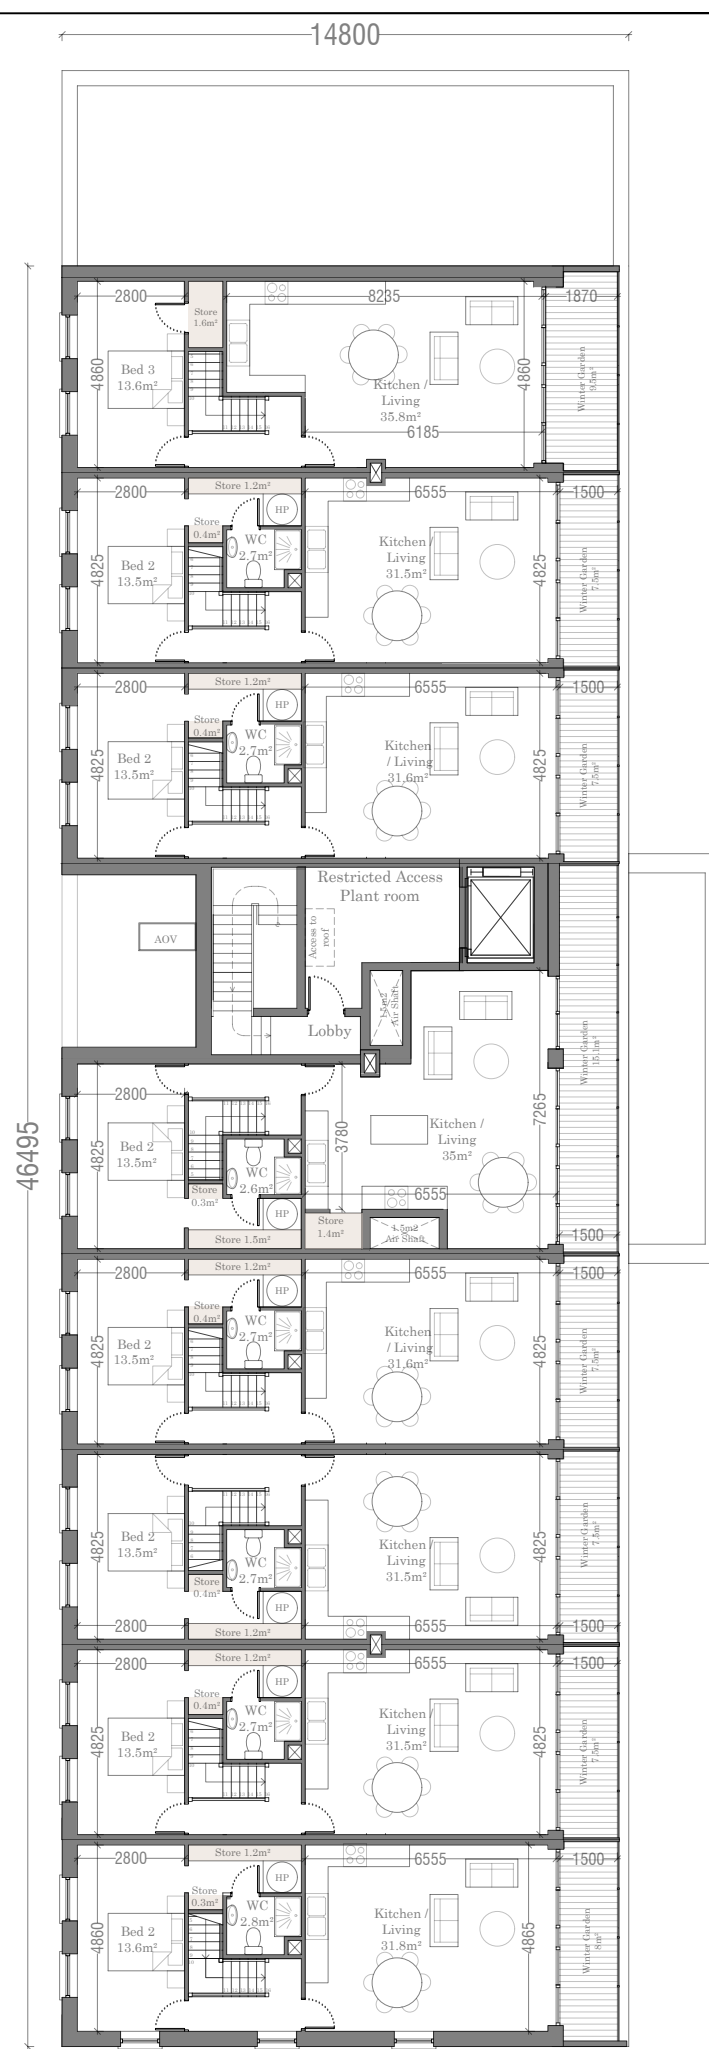 14800
46495
2800
8235
1870
Store
1.6m²
Bed 3
13.6m²
4860
Kitchen /
Living
35.8m²
4860
Winter Garden
9.5m²
6185
2800
Store 1.2m²
6555
1500
HP
Store
0.4m²
WC
2.7m²
Bed 2
13.5m²
4825
Kitchen /
Living
31.5m²
4825
Winter Garden
7.5m²
2800
Store 1.2m²
6555
1500
HP
Store
0.4m²
WC
2.7m²
Bed 2
13.5m²
4825
Kitchen
/ Living
31.6m²
4825
Winter Garden
7.5m²
Restricted Access
Plant room
AOV
Access to
roof
1.5m2
Air Shaft
Lobby
Winter Garden
15.1m²
2800
3780
7265
Bed 2
13.5m²
4825
Kitchen /
Living
35m²
WC
2.6m²
Store
0.3m²
6555
HP
Store
1.4m²
1.5m2
Air Shaft
Store 1.5m²
1500
2800
Store 1.2m²
6555
1500
HP
Store
0.4m²
WC
2.7m²
Bed 2
13.5m²
4825
Kitchen
/ Living
31.6m²
4825
Winter Garden
7.5m²
Bed 2
13.5m²
4825
Kitchen /
Living
31.5m²
4825
Winter Garden
7.5m²
WC
2.7m²
Store
0.4m²
HP
2800
Store 1.2m²
6555
1500
2800
Store 1.2m²
6555
1500
HP
Store
0.4m²
WC
2.7m²
Bed 2
13.5m²
4825
Kitchen /
Living
31.5m²
4825
Winter Garden
7.5m²
2800
Store 1.2m²
6555
1500
HP
Store
0.3m²
WC
2.8m²
Bed 2
13.6m²
4860
Kitchen /
Living
31.8m²
4865
Winter Garden
8m²